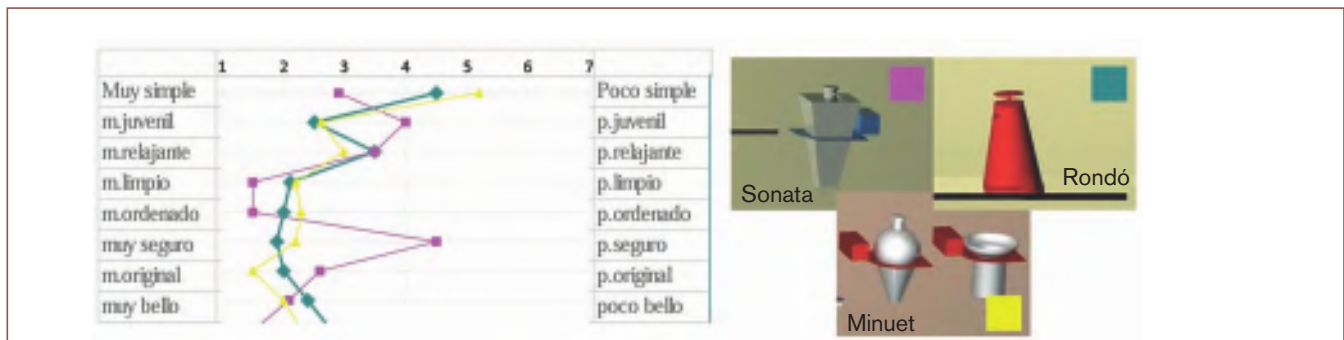 1 2 3 4 5 6 7
Muy simple Poco simple
m.juvenil p.juvenil
m.relajante p.relajante
m.limpio p.limpio
m.ordenado p.ordenado
muy seguro p.seguro
m.original p.original
muy bello poco bello
Sonata
Rondó
Minuet